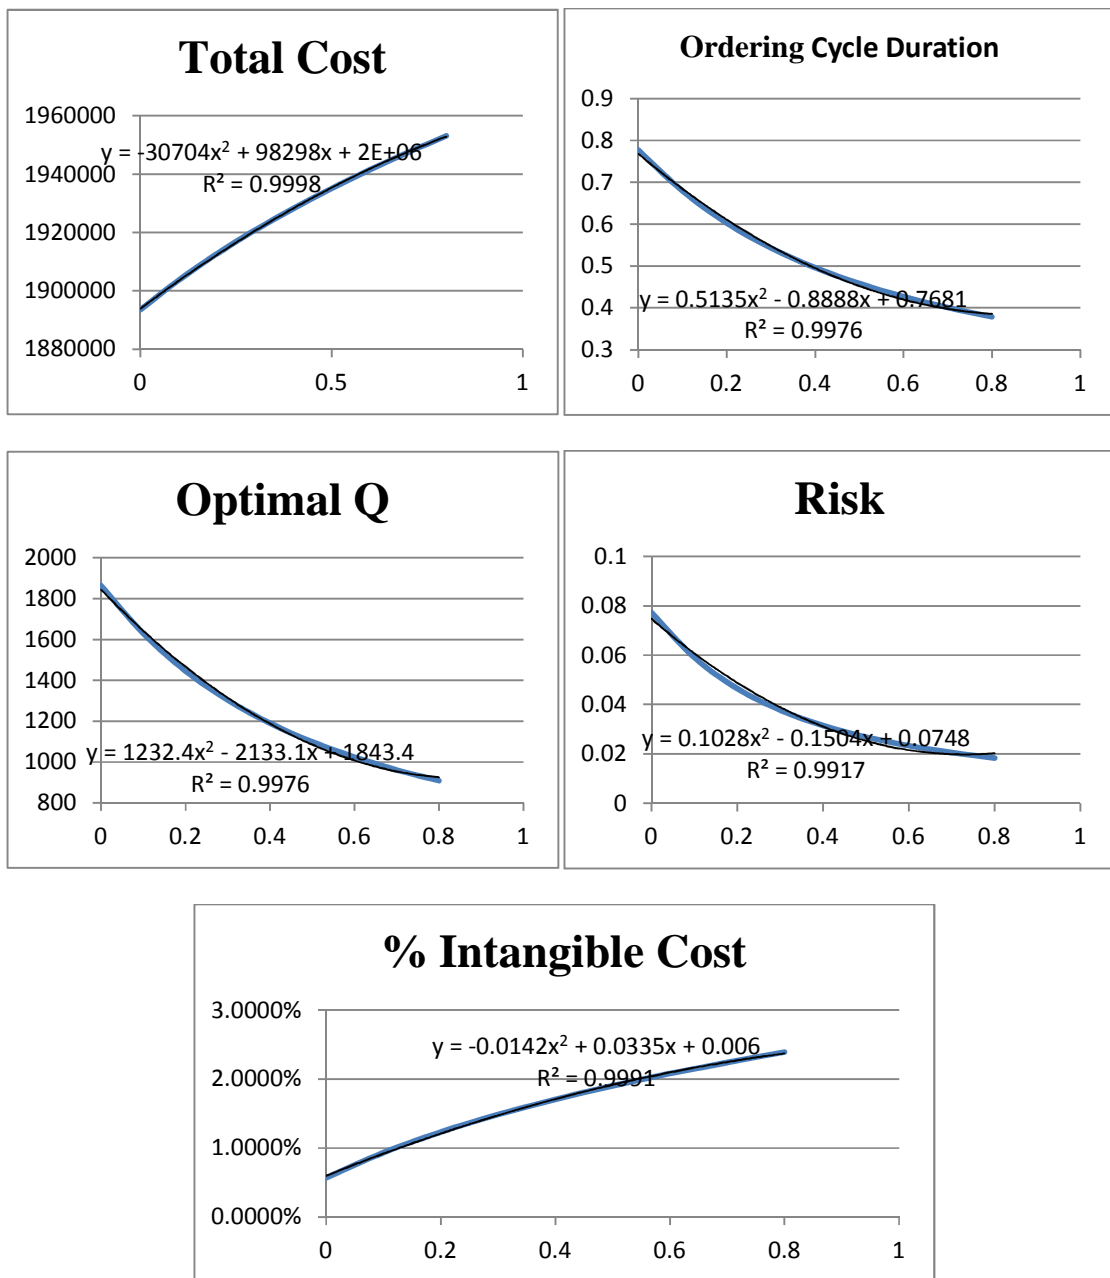 Total Cost
1960000
1940000
1920000
1900000
1880000
y = -30704x² + 98298x + 2E+06
R² = 0.9998
0 0.5 1
Ordering Cycle Duration
0.9
0.8
0.7
0.6
0.5
0.4
0.3
y = 0.5135x² - 0.8888x + 0.7681
R² = 0.9976
0 0.2 0.4 0.6 0.8 1
Optimal Q
2000
1800
1600
1400
1200
1000
800
y = 1232.4x² - 2133.1x + 1843.4
R² = 0.9976
0 0.2 0.4 0.6 0.8 1
Risk
0.1
0.08
0.06
0.04
0.02
0
y = 0.1028x² - 0.1504x + 0.0748
R² = 0.9917
0 0.2 0.4 0.6 0.8 1
% Intangible Cost
3.0000%
2.0000%
1.0000%
0.0000%
y = -0.0142x² + 0.0335x + 0.006
R² = 0.9991
0 0.2 0.4 0.6 0.8 1